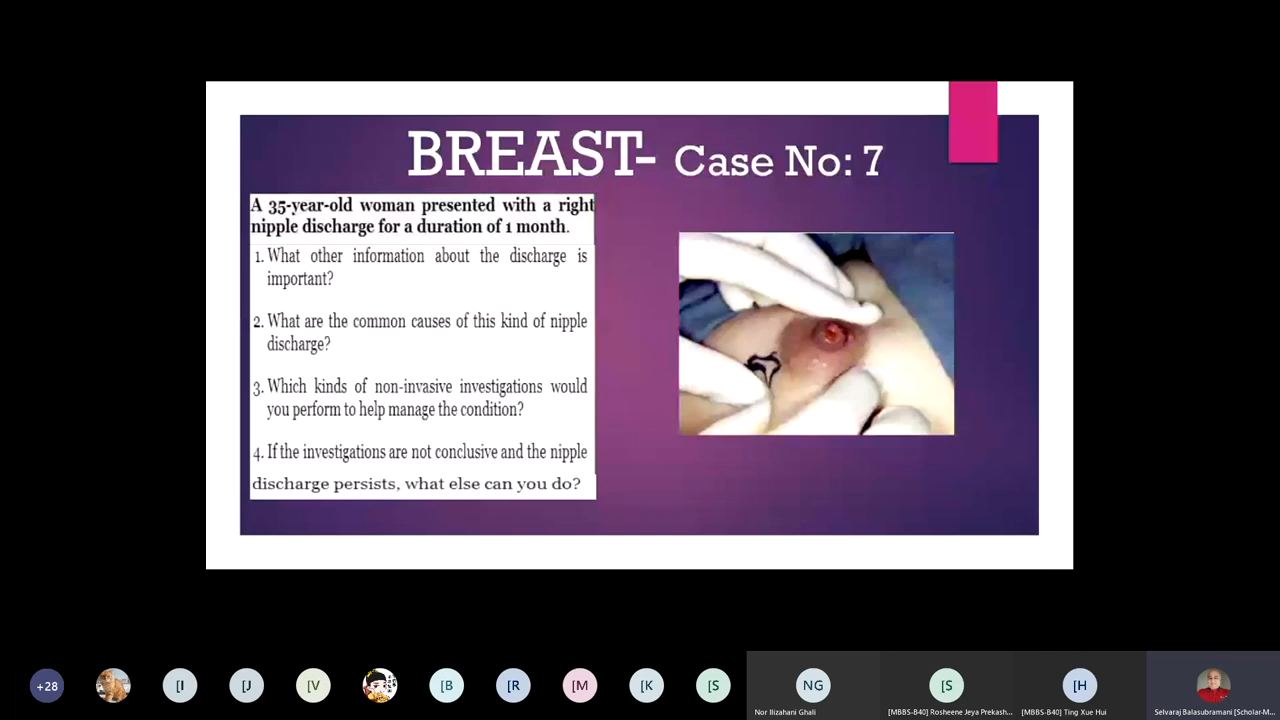 BREAST- Case No: 7
A 35-year-old woman presented with a right
nipple discharge for a duration of 1 month.
1. What other information about the discharge is
important?
2. What are the common causes of this kind of nipple
discharge?
3. Which kinds of non-invasive investigations would
you perform to help manage the condition?
4. If the investigations are not conclusive and the nipple
discharge persists, what else can you do?
+28
[I
[J
[V
[B
[R
[M
[K
[S
NG
[S
[H
Nor Ilizahani Ghali
[MBBS-B40] Rosheene Jeya Prekash...
[MBBS-B40] Ting Xue Hui
Selvaraj Balasubramani [Scholar-M...